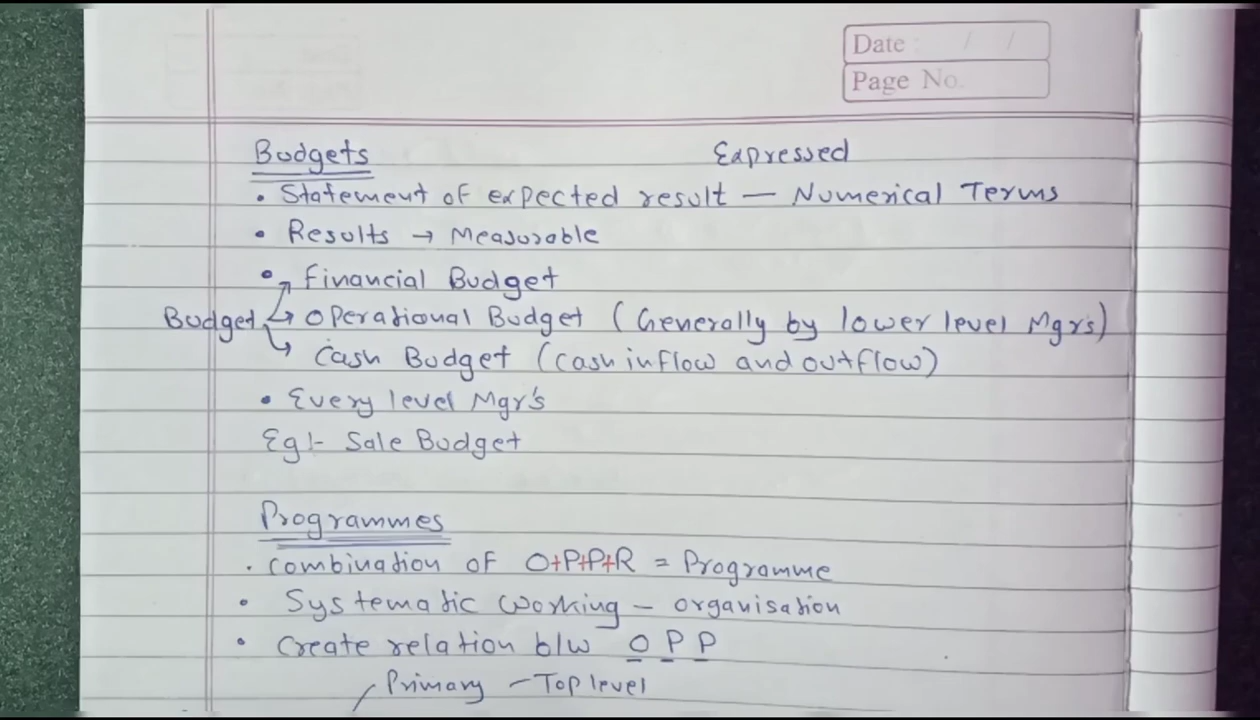 Date : / /
Page No.
Budgets Expressed
• Statement of expected result — Numerical Terms
• Results → Measurable
• Financial Budget
Budget → Operational Budget (Generally by lower level Mgr's)
Cash Budget (Cash inflow and outflow)
• Every level Mgr's
Eg:- Sale Budget
Programmes
• Combination of O+P+P+R = Programme
• Systematic working – organisation
• Create relation b/w O P P
Primary – Top level